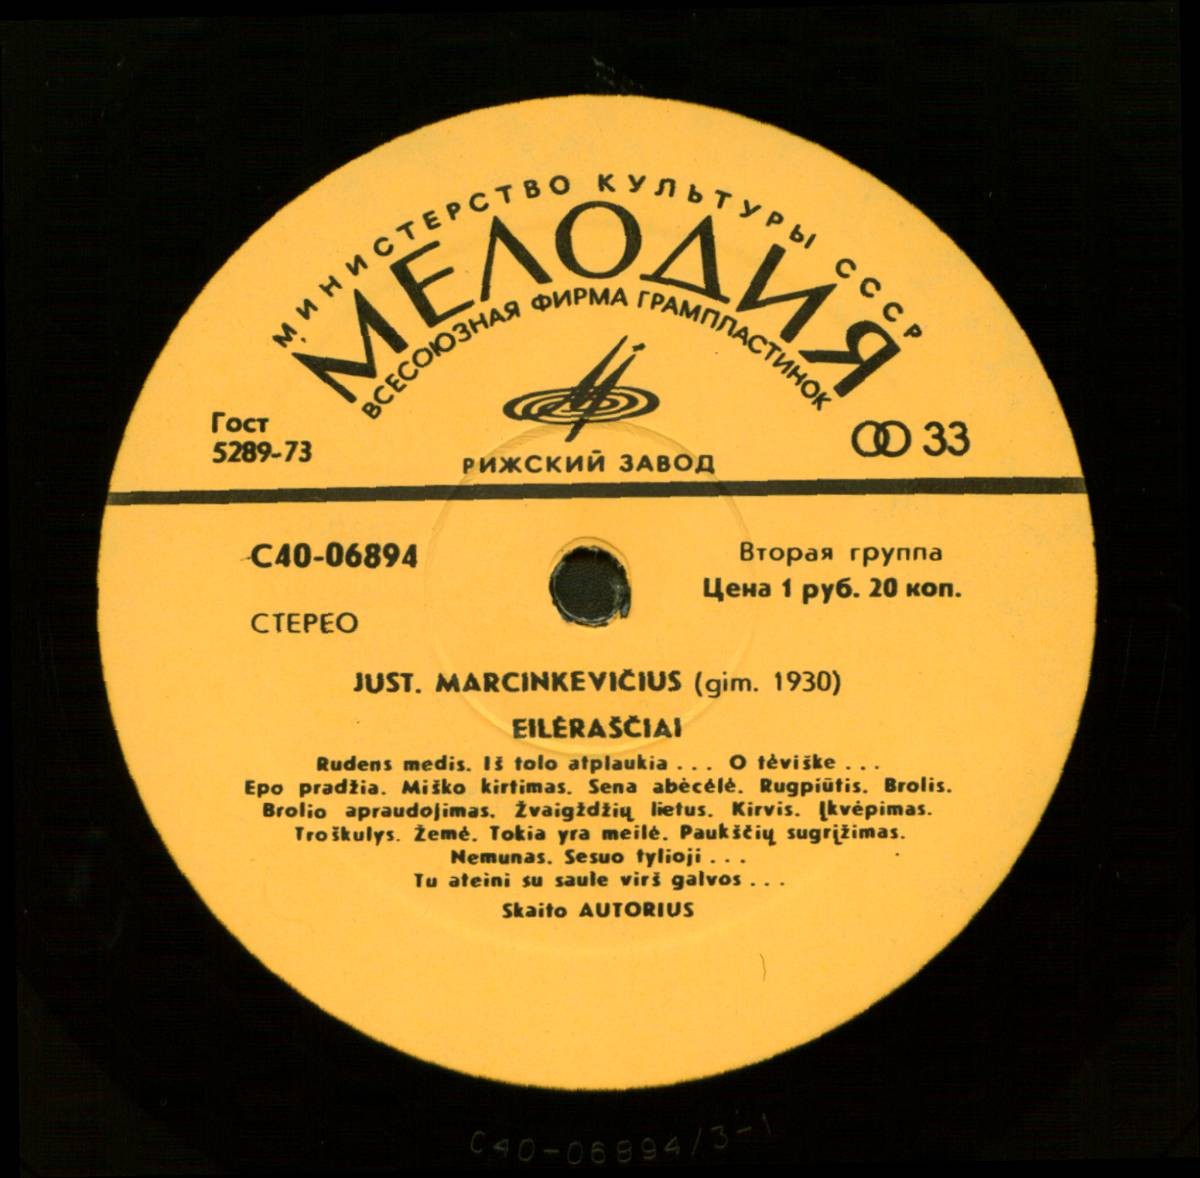 МИНИСТЕРСТВО КУЛЬТУРЫ СССР
МЕЛОДИЯ
ВСЕСОЮЗНАЯ ФИРМА ГРАМПЛАСТИНОК
Гост
5289-73
33
РИЖСКИЙ ЗАВОД
С40-06894
Вторая группа
Цена 1 руб. 20 коп.
СТЕРЕО
JUST. MARCINKEVIČIUS (gim. 1930)
EILĖRAŠČIAI
Rudens medis. Iš tolo atplaukia . . . O tėviške . . .
Epo pradžia. Miško kirtimas. Sena abėcėlė. Rugpiūtis. Brolis.
Brolio apraudojimas. Žvaigždžių lietus. Kirvis. Įkvėpimas.
Troškulys. Žemė. Tokia yra meilė. Paukščių sugrįžimas.
Nemunas. Sesuo tylioji . . .
Tu ateini su saule virš galvos . . .
Skaito AUTORIUS
С40-06894/3-1